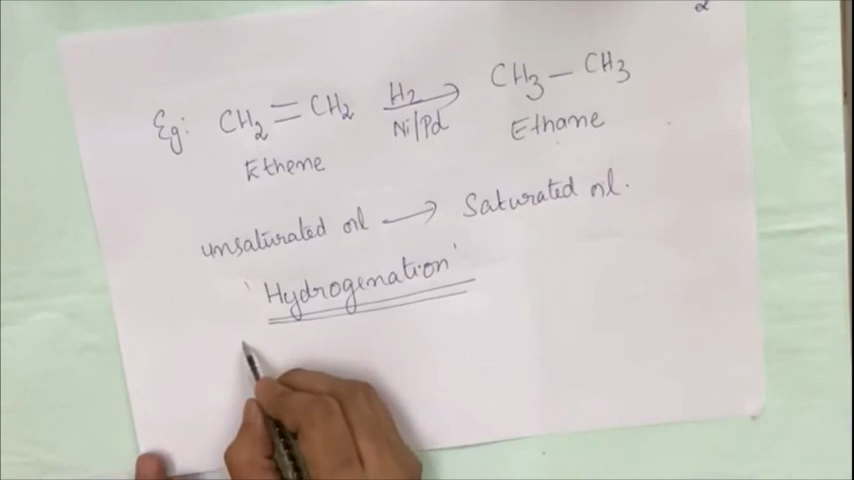 Eg: CH2=CH2 H2 Ni/Pd → CH3—CH3
Ethene Ethane
unsaturated oil → Saturated oil.
'Hydrogenation'